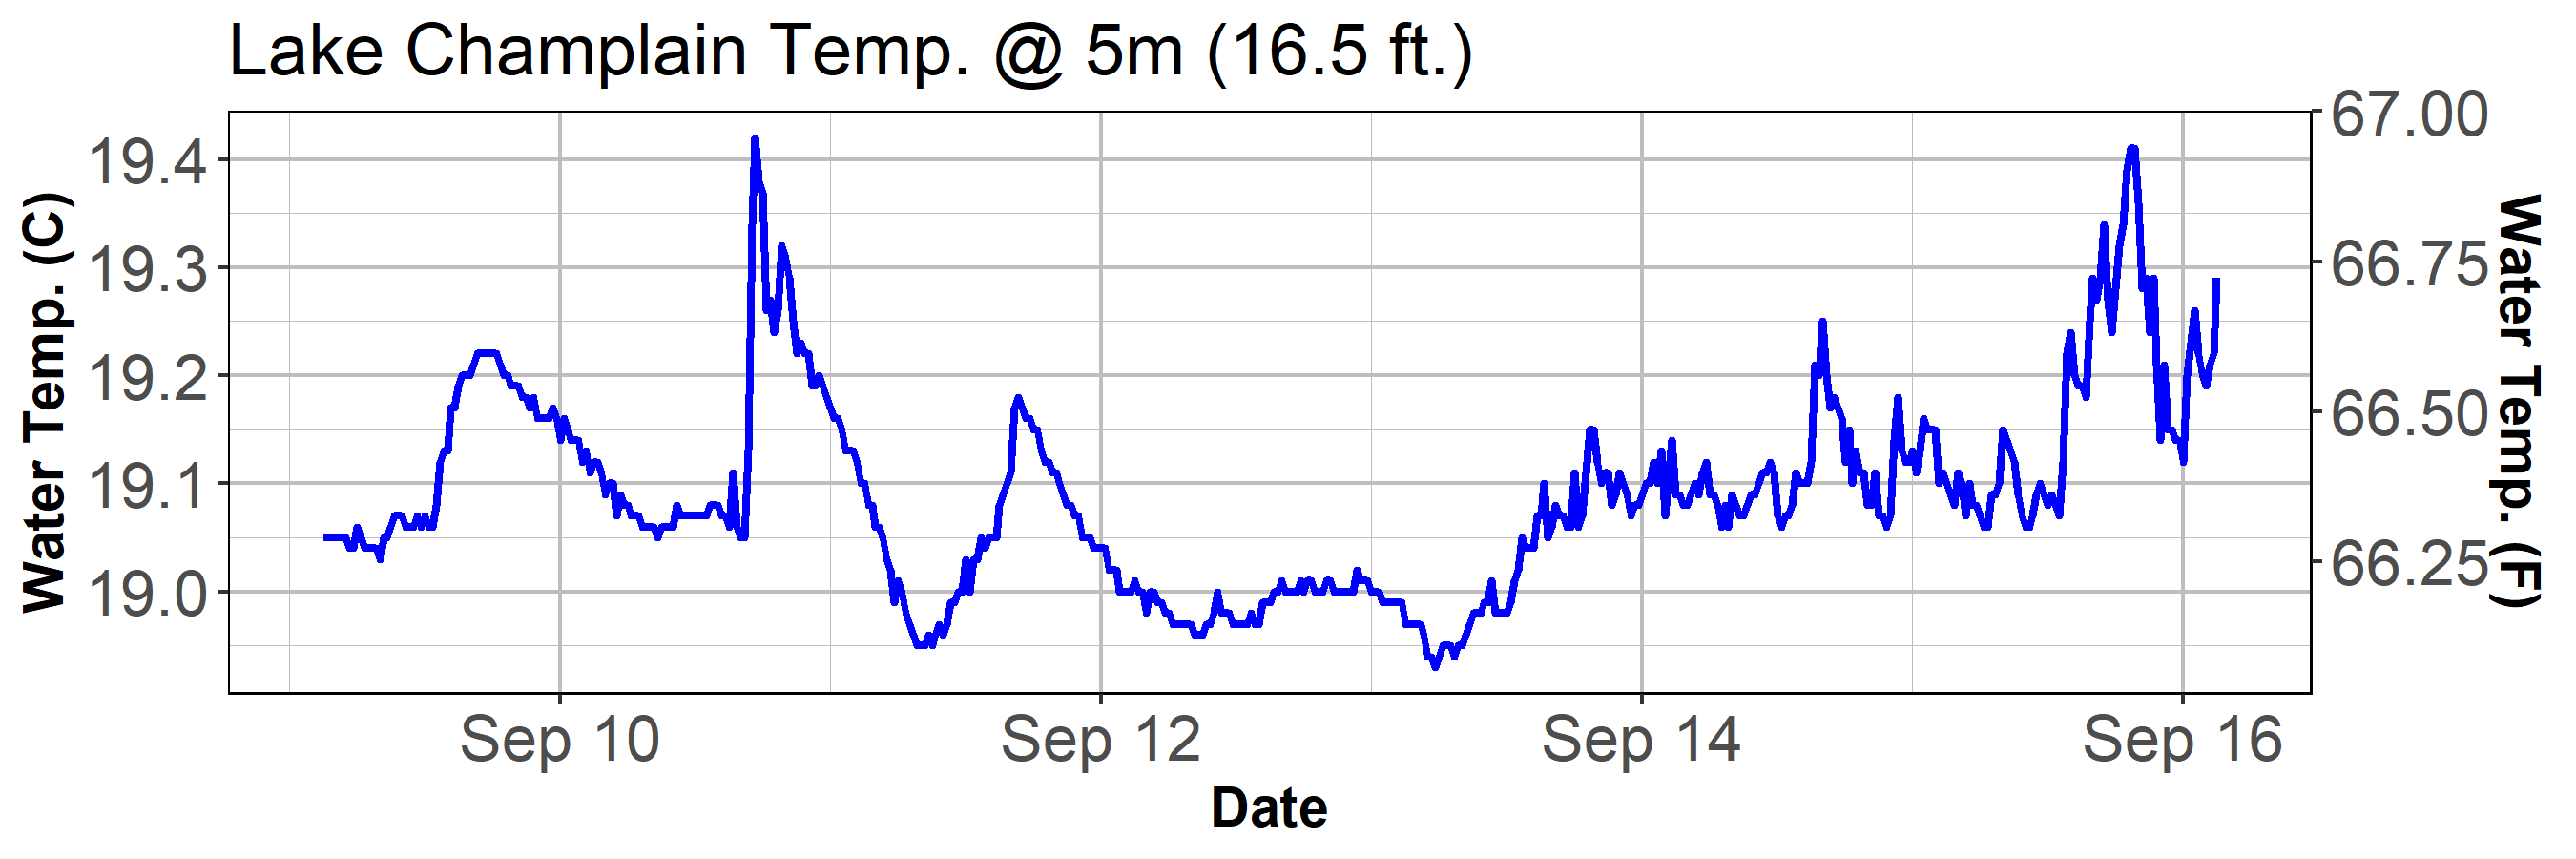 Lake Champlain Temp. @ 5m (16.5 ft.)
Water Temp. (C)
19.4
19.3
19.2
19.1
19.0
67.00
66.75
66.50
66.25
Water Temp. (F)
Sep 10
Sep 12
Sep 14
Sep 16
Date